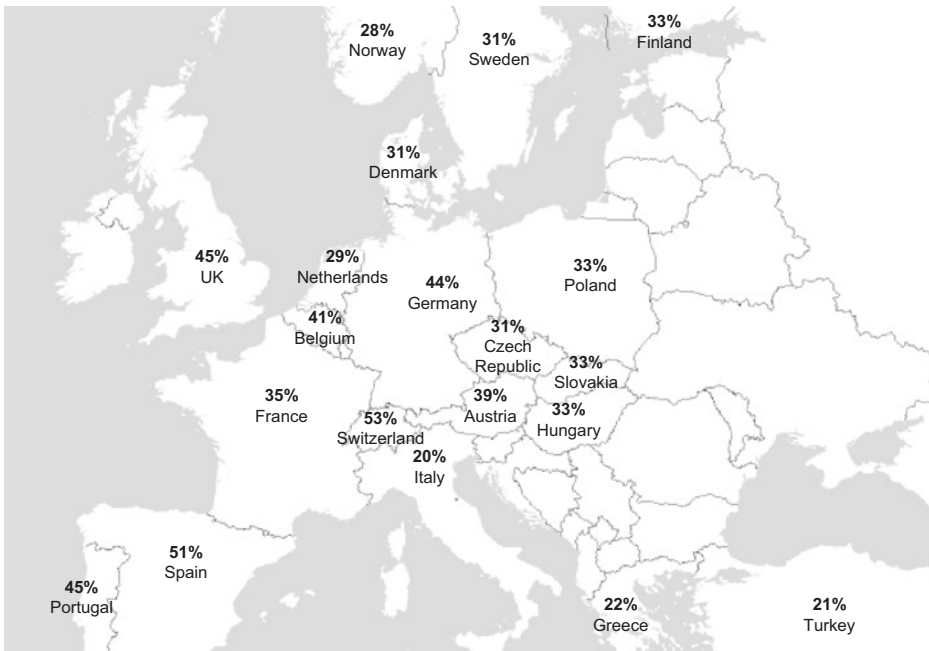 28%
Norway
31%
Sweden
33%
Finland
31%
Denmark
45%
UK
29%
Netherlands
44%
Germany
33%
Poland
41%
Belgium
31%
Czech
Republic
33%
Slovakia
35%
France
53%
Switzerland
39%
Austria
33%
Hungary
20%
Italy
51%
Spain
45%
Portugal
22%
Greece
21%
Turkey